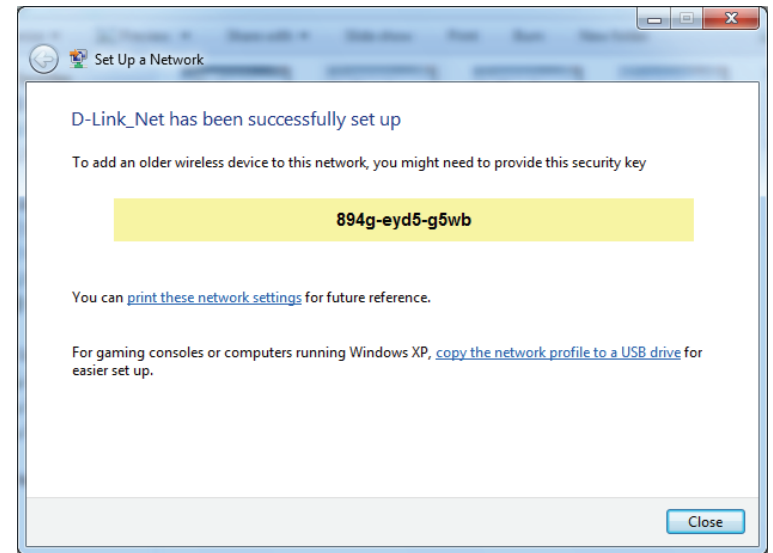 Set Up a Network
D-Link_Net has been successfully set up
To add an older wireless device to this network, you might need to provide this security key
894g-eyd5-g5wb
You can print these network settings for future reference.
For gaming consoles or computers running Windows XP, copy the network profile to a USB drive for
easier set up.
Close